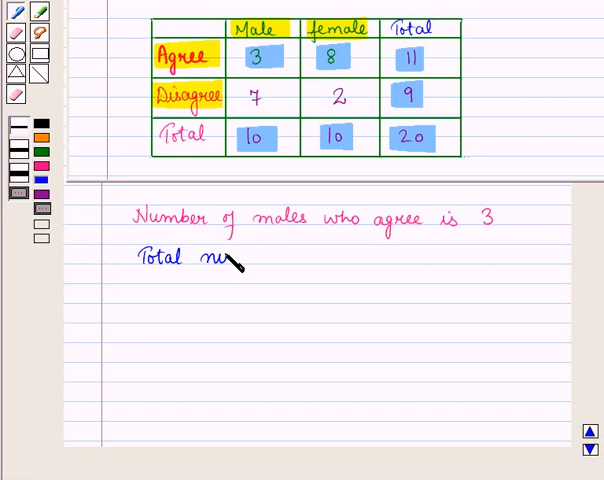 Male female Total
Agree 3 8 11
Disagree 7 2 9
Total 10 10 20
Number of males who agree is 3
Total nu